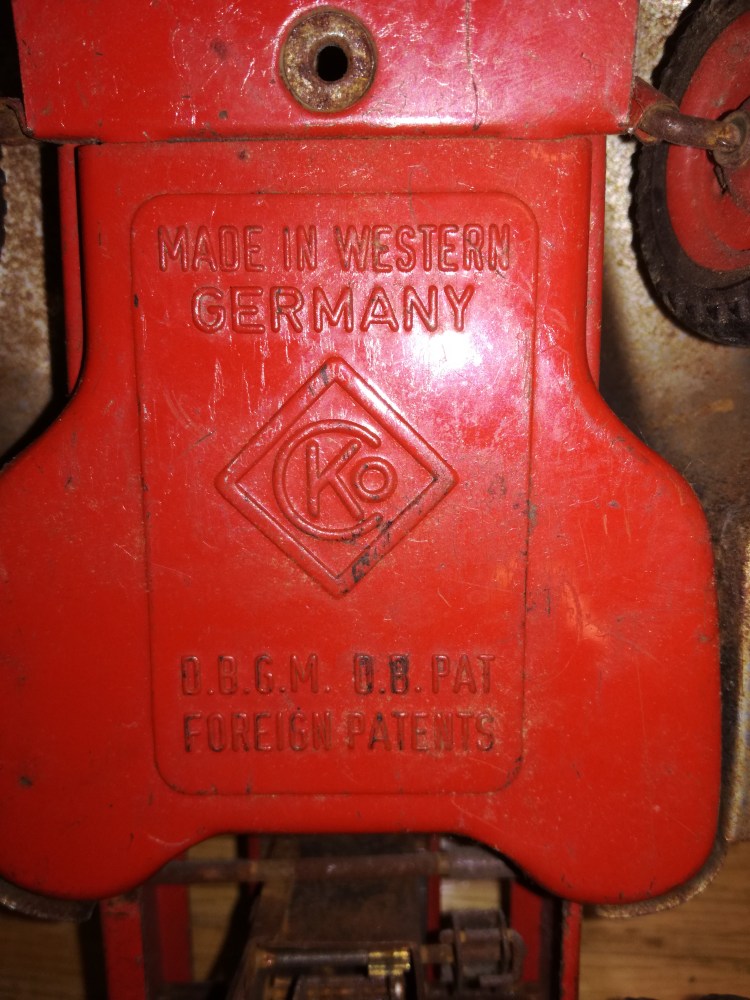 MADE IN WESTERN
GERMANY
CKO
D.B.G.M. D.B. PAT
FOREIGN PATENTS